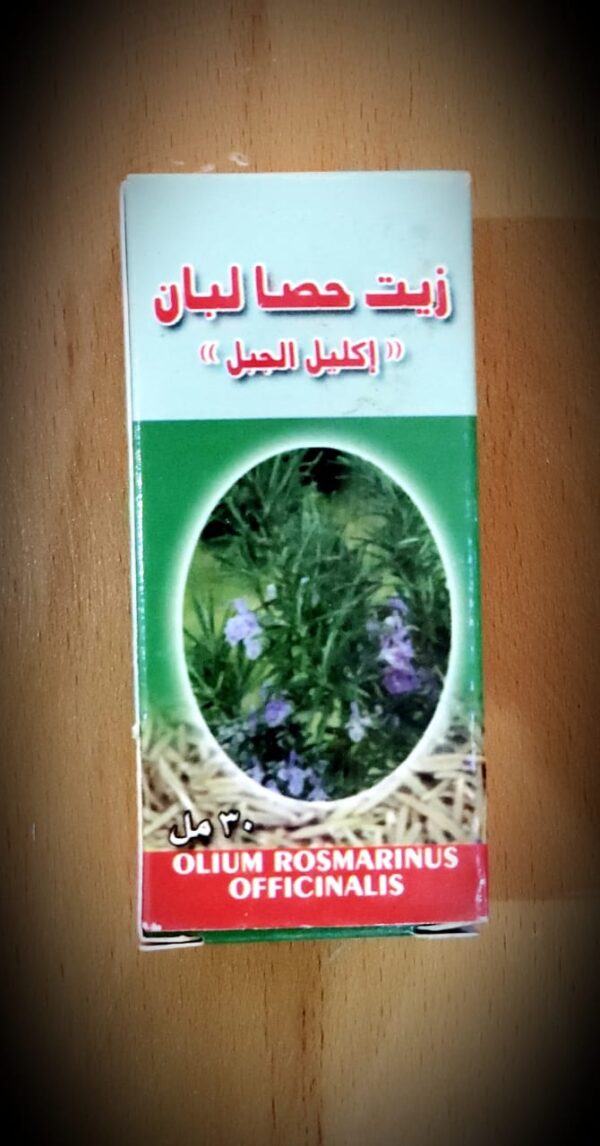 زيت حصا لبان
(( إكليل الجبل ))
٣٠ مل
OLIUM ROSMARINUS
OFFICINALIS